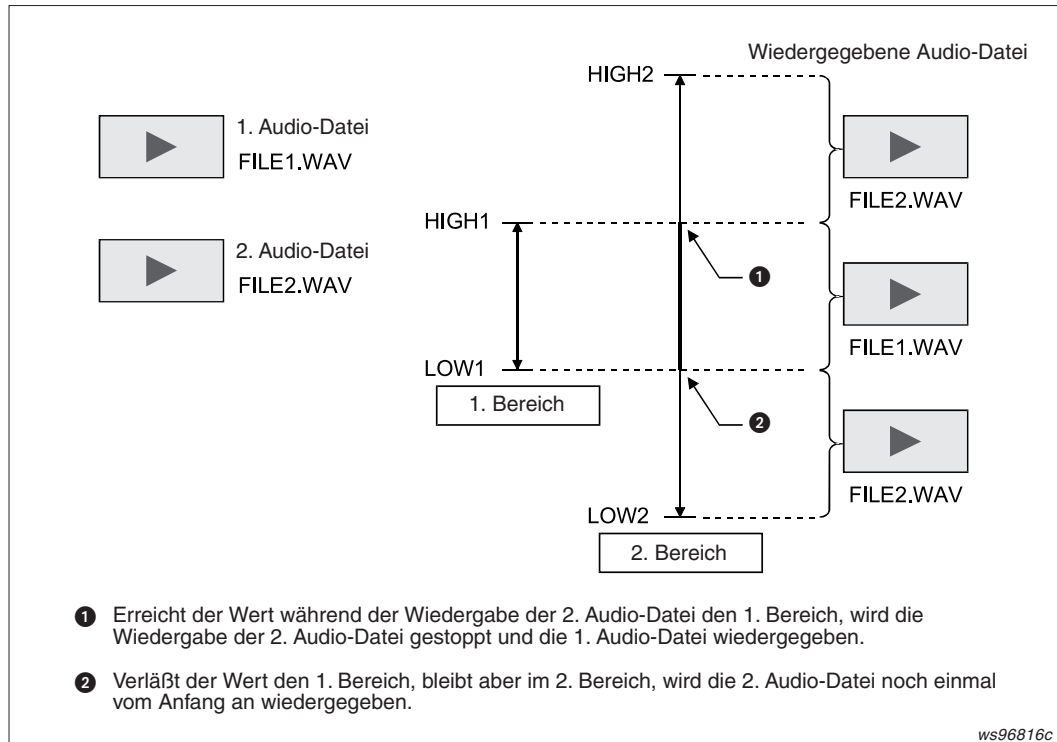 Wiedergegebene Audio-Datei
HIGH2
1. Audio-Datei
FILE1.WAV
FILE2.WAV
HIGH1
2. Audio-Datei
FILE2.WAV
❶
FILE1.WAV
LOW1
1. Bereich
❷
FILE2.WAV
LOW2
2. Bereich
❶ Erreicht der Wert während der Wiedergabe der 2. Audio-Datei den 1. Bereich, wird die
Wiedergabe der 2. Audio-Datei gestoppt und die 1. Audio-Datei wiedergegeben.
❷ Verläßt der Wert den 1. Bereich, bleibt aber im 2. Bereich, wird die 2. Audio-Datei noch einmal
vom Anfang an wiedergegeben.
ws96816c